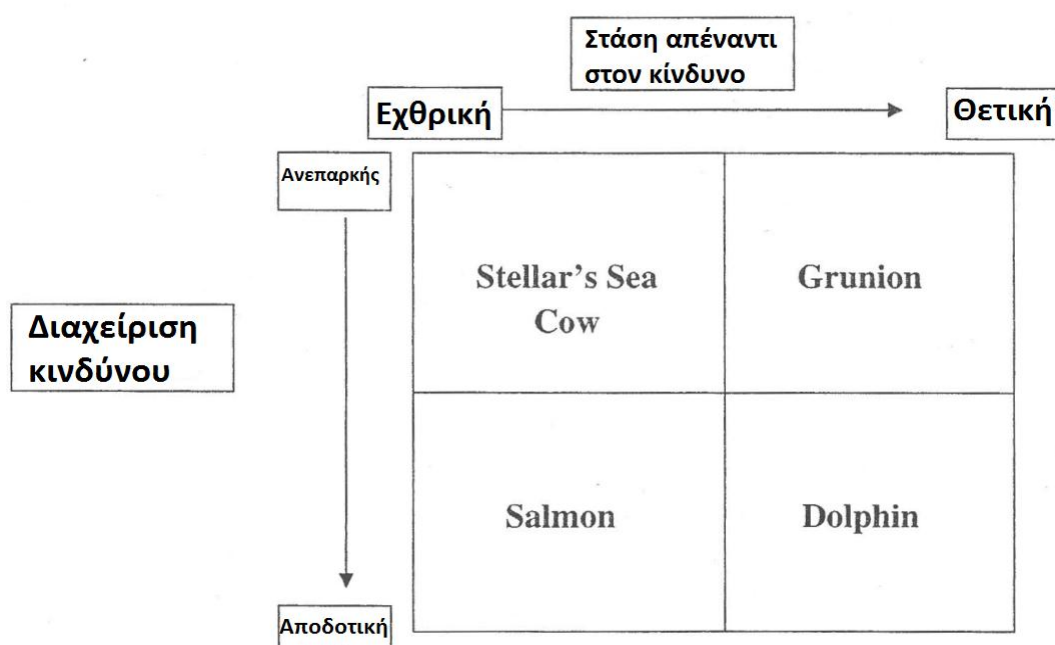 Στάση απέναντι
στον κίνδυνο
Εχθρική
Θετική
Ανεπαρκής
Stellar’s Sea
Cow
Grunion
Διαχείριση
κινδύνου
Salmon
Dolphin
Αποδοτική